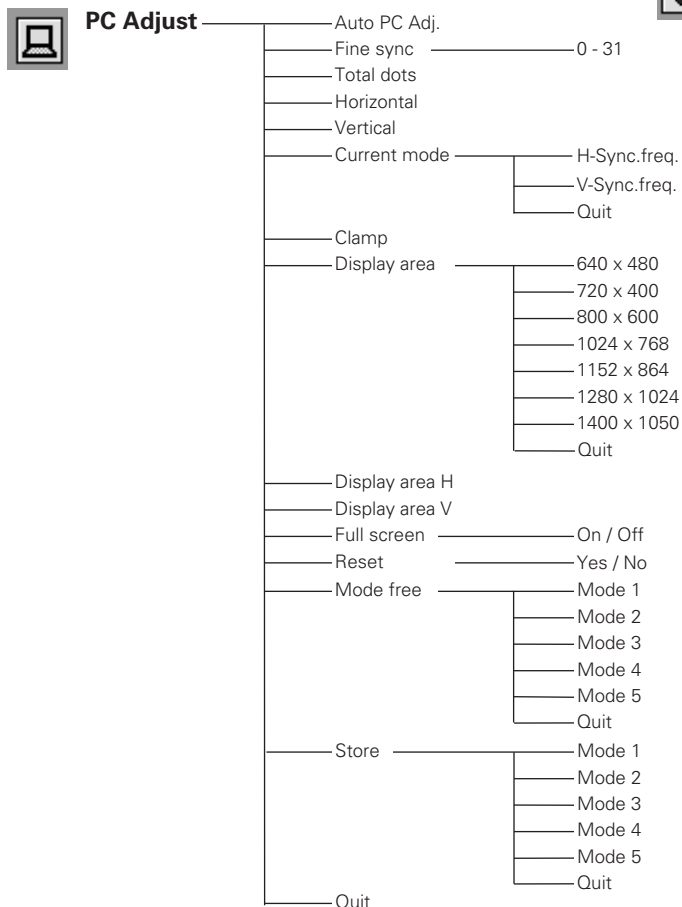 PC Adjust Auto PC Adj.
Fine sync 0 - 31
Total dots
Horizontal
Vertical
Current mode H-Sync.freq.
V-Sync.freq.
Quit
Clamp
Display area 640 x 480
720 x 400
800 x 600
1024 x 768
1152 x 864
1280 x 1024
1400 x 1050
Quit
Display area H
Display area V
Full screen On / Off
Reset Yes / No
Mode free Mode 1
Mode 2
Mode 3
Mode 4
Mode 5
Quit
Store Mode 1
Mode 2
Mode 3
Mode 4
Mode 5
Quit
Quit